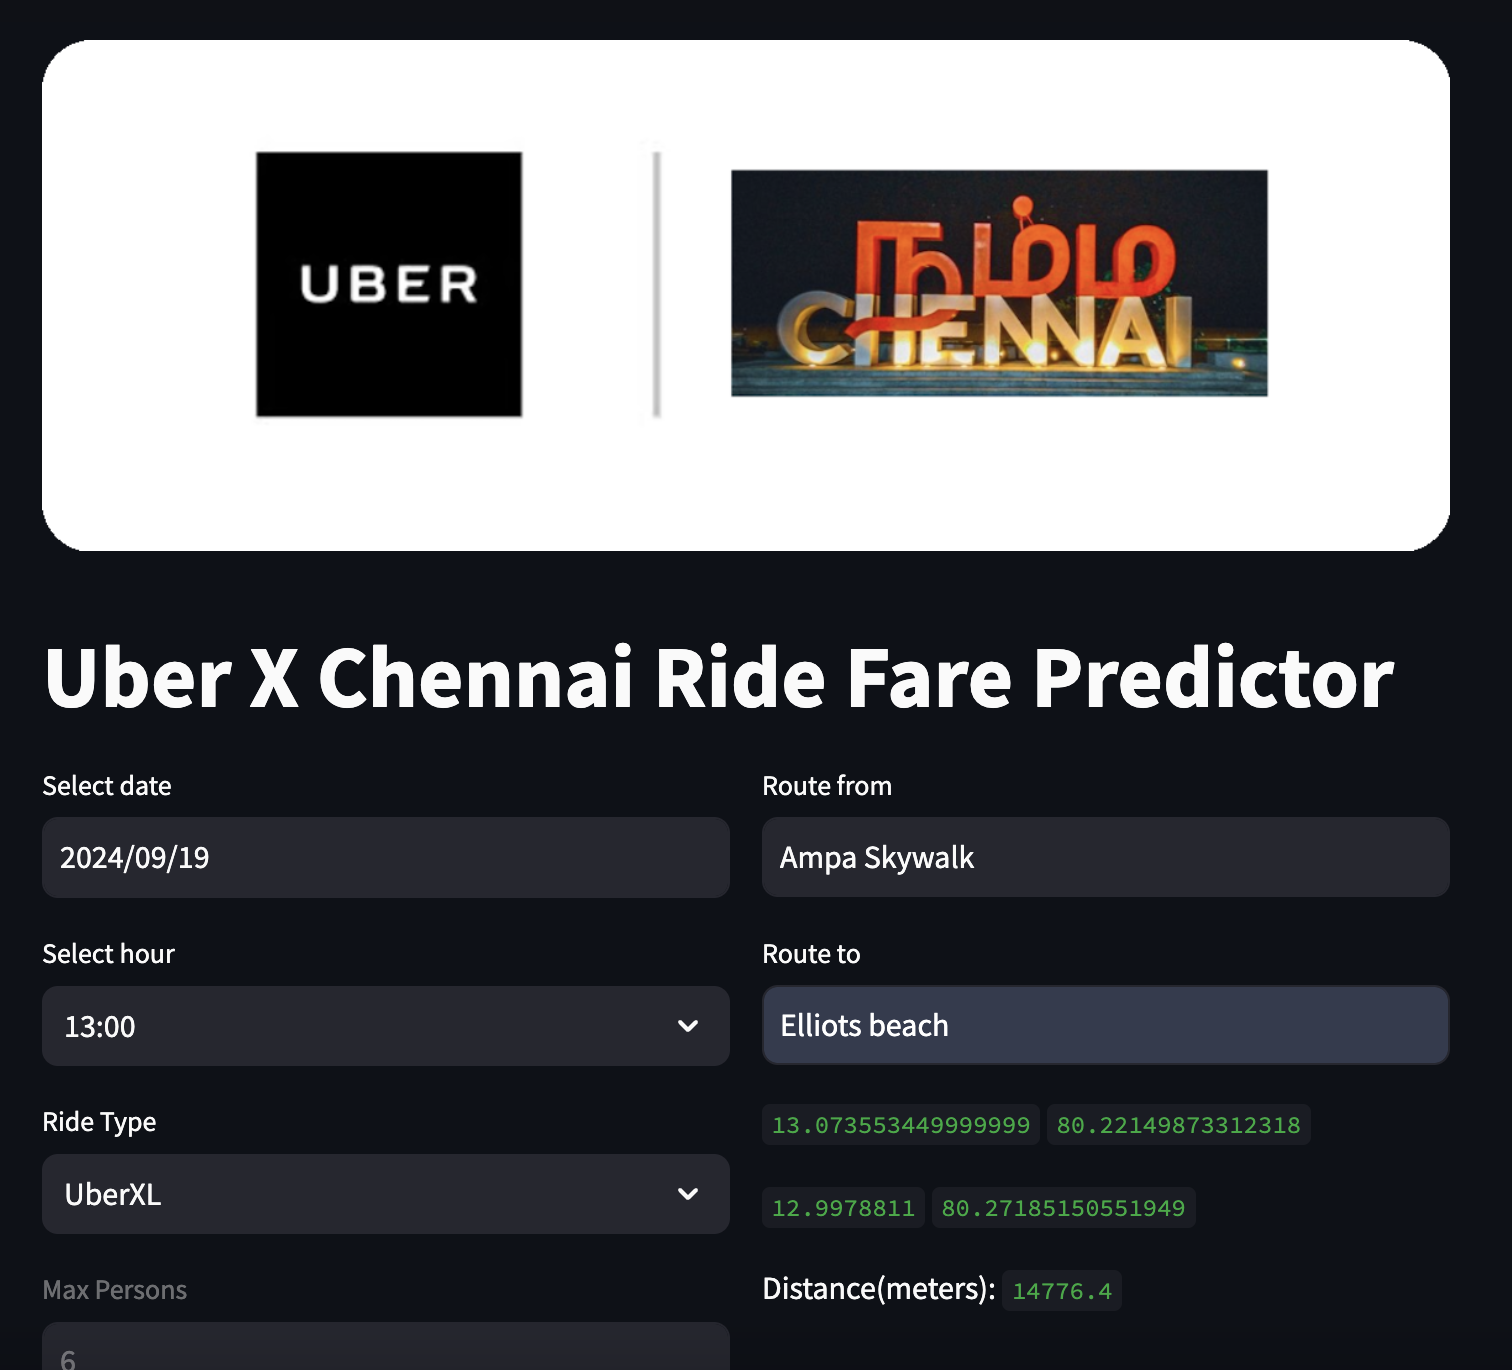 UBER
நம்ம
CHENNAI
Uber X Chennai Ride Fare Predictor
Select date
2024/09/19
Select hour
13:00
Ride Type
UberXL
Max Persons
6
Route from
Ampa Skywalk
Route to
Elliots beach
13.073553449999999 80.22149873312318
12.9978811 80.27185150551949
Distance(meters): 14776.4